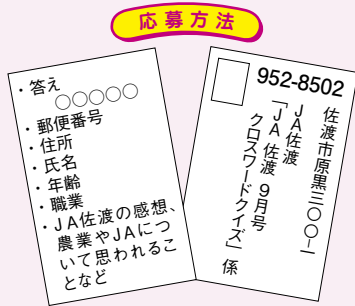 応募方法
・答え
○○○○○
・郵便番号
・住所
・氏名
・年齢
・職業
・JA佐渡の感想、
農業やJAにつ
いて思われるこ
となど
952-8502
佐渡市原黒三〇〇−一
JA佐渡
「JA佐渡 9月号
クロスワードクイズ」係